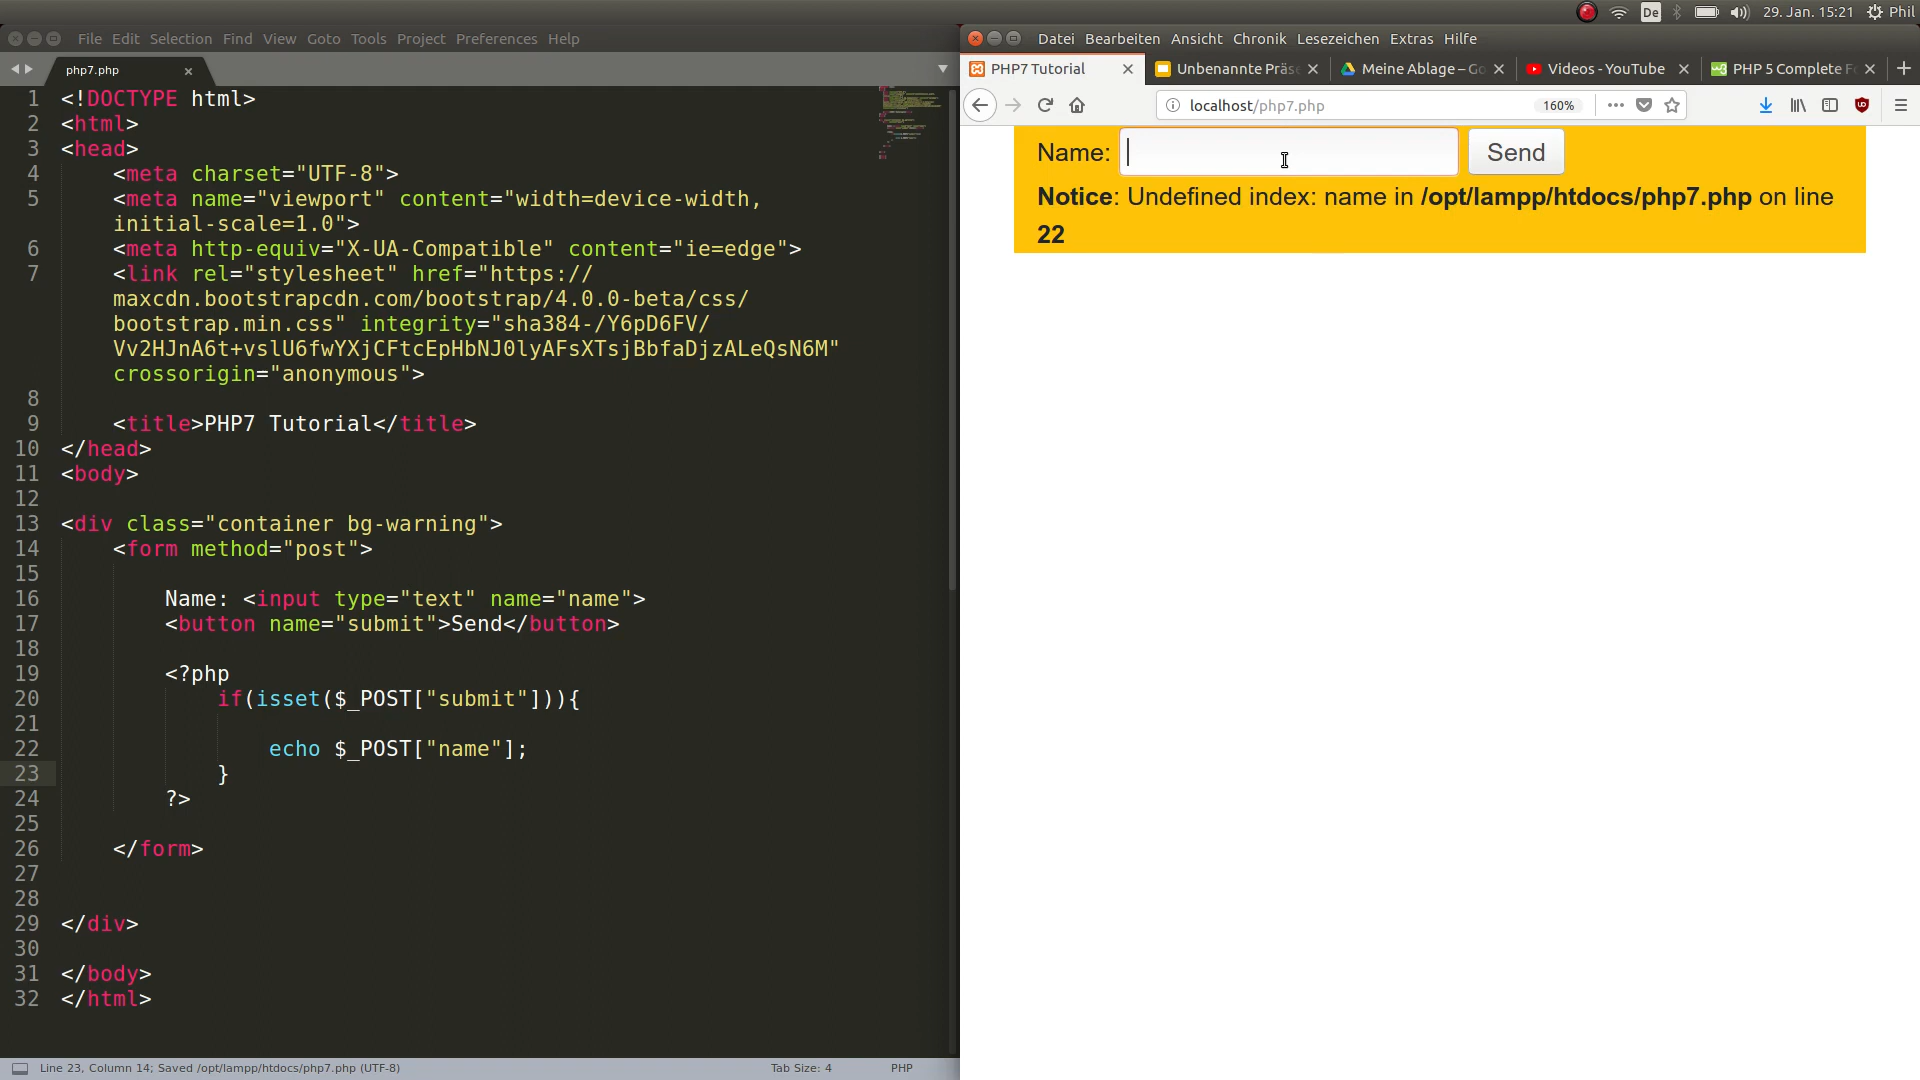 De 29. Jan. 15:21 Phil
File Edit Selection Find View Goto Tools Project Preferences Help
php7.php
1 <!DOCTYPE html>
2 <html>
3 <head>
4 <meta charset="UTF-8">
5 <meta name="viewport" content="width=device-width,
initial-scale=1.0">
6 <meta http-equiv="X-UA-Compatible" content="ie=edge">
7 <link rel="stylesheet" href="https://
maxcdn.bootstrapcdn.com/bootstrap/4.0.0-beta/css/
bootstrap.min.css" integrity="sha384-/Y6pD6FV/
Vv2HJnA6t+vslU6fwYXjCFtcEpHbNJ0lyAFsXTsjBbfaDjzALeQsN6M"
crossorigin="anonymous">
8
9 <title>PHP7 Tutorial</title>
10 </head>
11 <body>
12
13 <div class="container bg-warning">
14 <form method="post">
15
16 Name: <input type="text" name="name">
17 <button name="submit">Send</button>
18
19 <?php
20 if(isset($_POST["submit"])){
21
22 echo $_POST["name"];
23 }
24 ?>
25
26 </form>
27
28
29 </div>
30
31 </body>
32 </html>
Line 23, Column 14; Saved /opt/lampp/htdocs/php7.php (UTF-8) Tab Size: 4 PHP
Datei Bearbeiten Ansicht Chronik Lesezeichen Extras Hilfe
PHP7 Tutorial Unbenannte Präse Meine Ablage – Go Videos - YouTube PHP 5 Complete Fo
localhost/php7.php 160%
Name: Send
Notice: Undefined index: name in /opt/lampp/htdocs/php7.php on line
22